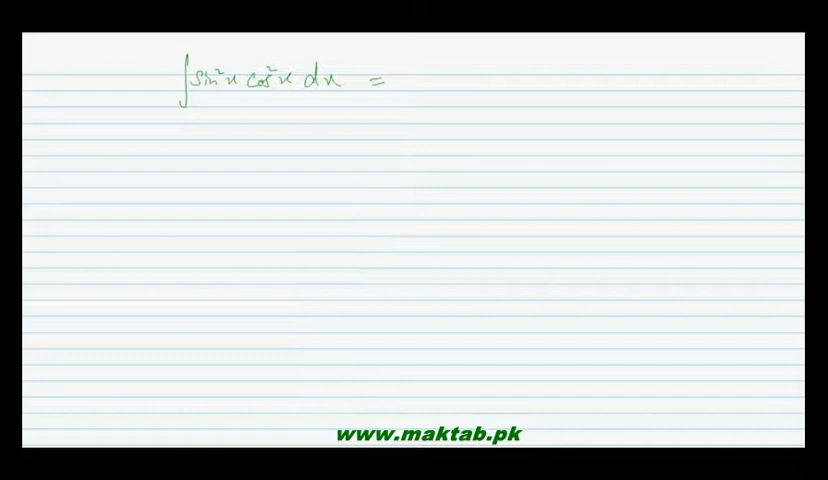 ∫sin²x cos²x dx =
www.maktab.pk